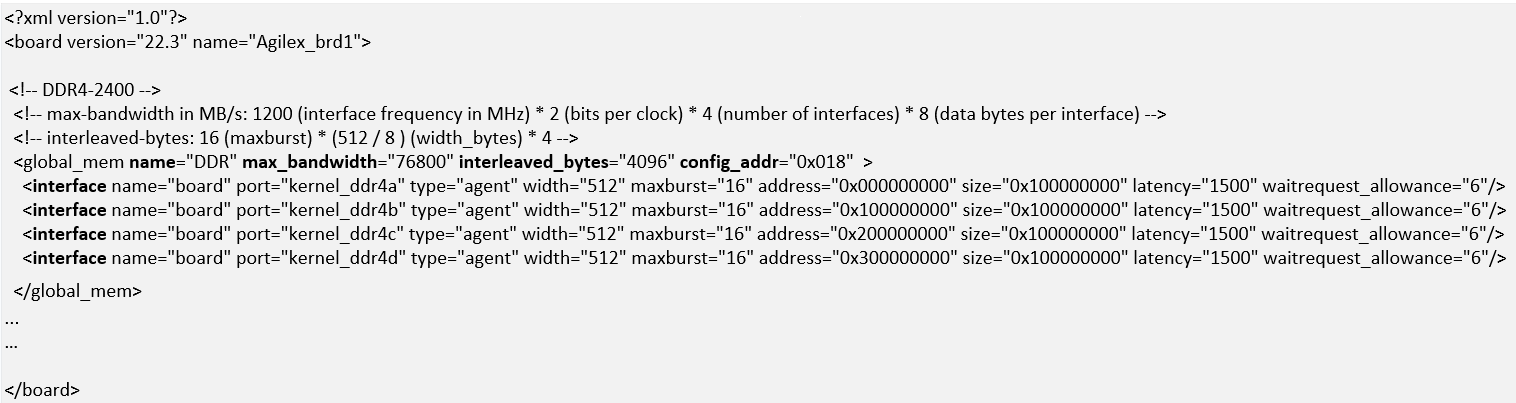 <?xml version="1.0"?>
<board version="22.3" name="Agilex_brd1">
<!-- DDR4-2400 -->
<!-- max-bandwidth in MB/s: 1200 (interface frequency in MHz) * 2 (bits per clock) * 4 (number of interfaces) * 8 (data bytes per interface) -->
<!-- interleaved-bytes: 16 (maxburst) * (512 / 8 ) (width_bytes) * 4 -->
<global_mem name="DDR" max_bandwidth="76800" interleaved_bytes="4096" config_addr="0x018"  >
<interface name="board" port="kernel_ddr4a" type="agent" width="512" maxburst="16" address="0x000000000" size="0x100000000" latency="1500" waitrequest_allowance="6"/>
<interface name="board" port="kernel_ddr4b" type="agent" width="512" maxburst="16" address="0x100000000" size="0x100000000" latency="1500" waitrequest_allowance="6"/>
<interface name="board" port="kernel_ddr4c" type="agent" width="512" maxburst="16" address="0x200000000" size="0x100000000" latency="1500" waitrequest_allowance="6"/>
<interface name="board" port="kernel_ddr4d" type="agent" width="512" maxburst="16" address="0x300000000" size="0x100000000" latency="1500" waitrequest_allowance="6"/>
</global_mem>
...
...
</board>